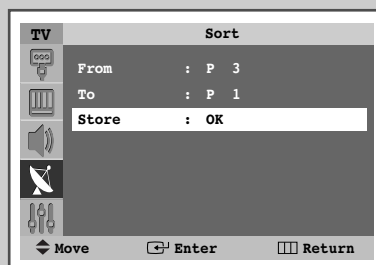 TV Sort
From : P 3
To : P 1
Store : OK
Move Enter Return